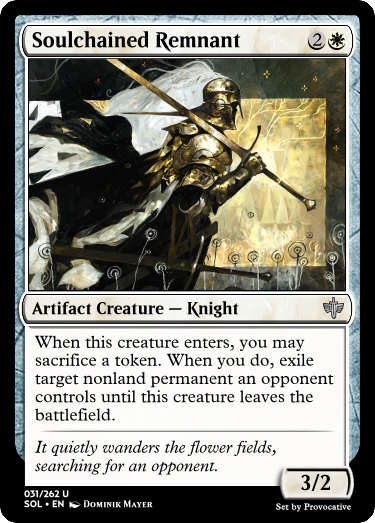 Soulchained Remnant 2
Artifact Creature — Knight
When this creature enters, you may
sacrifice a token. When you do, exile
target nonland permanent an opponent
controls until this creature leaves the
battlefield.
It quietly wanders the flower fields,
searching for an opponent.
3/2
031/262 U
SOL • EN Dominik Mayer
Set by Provocative